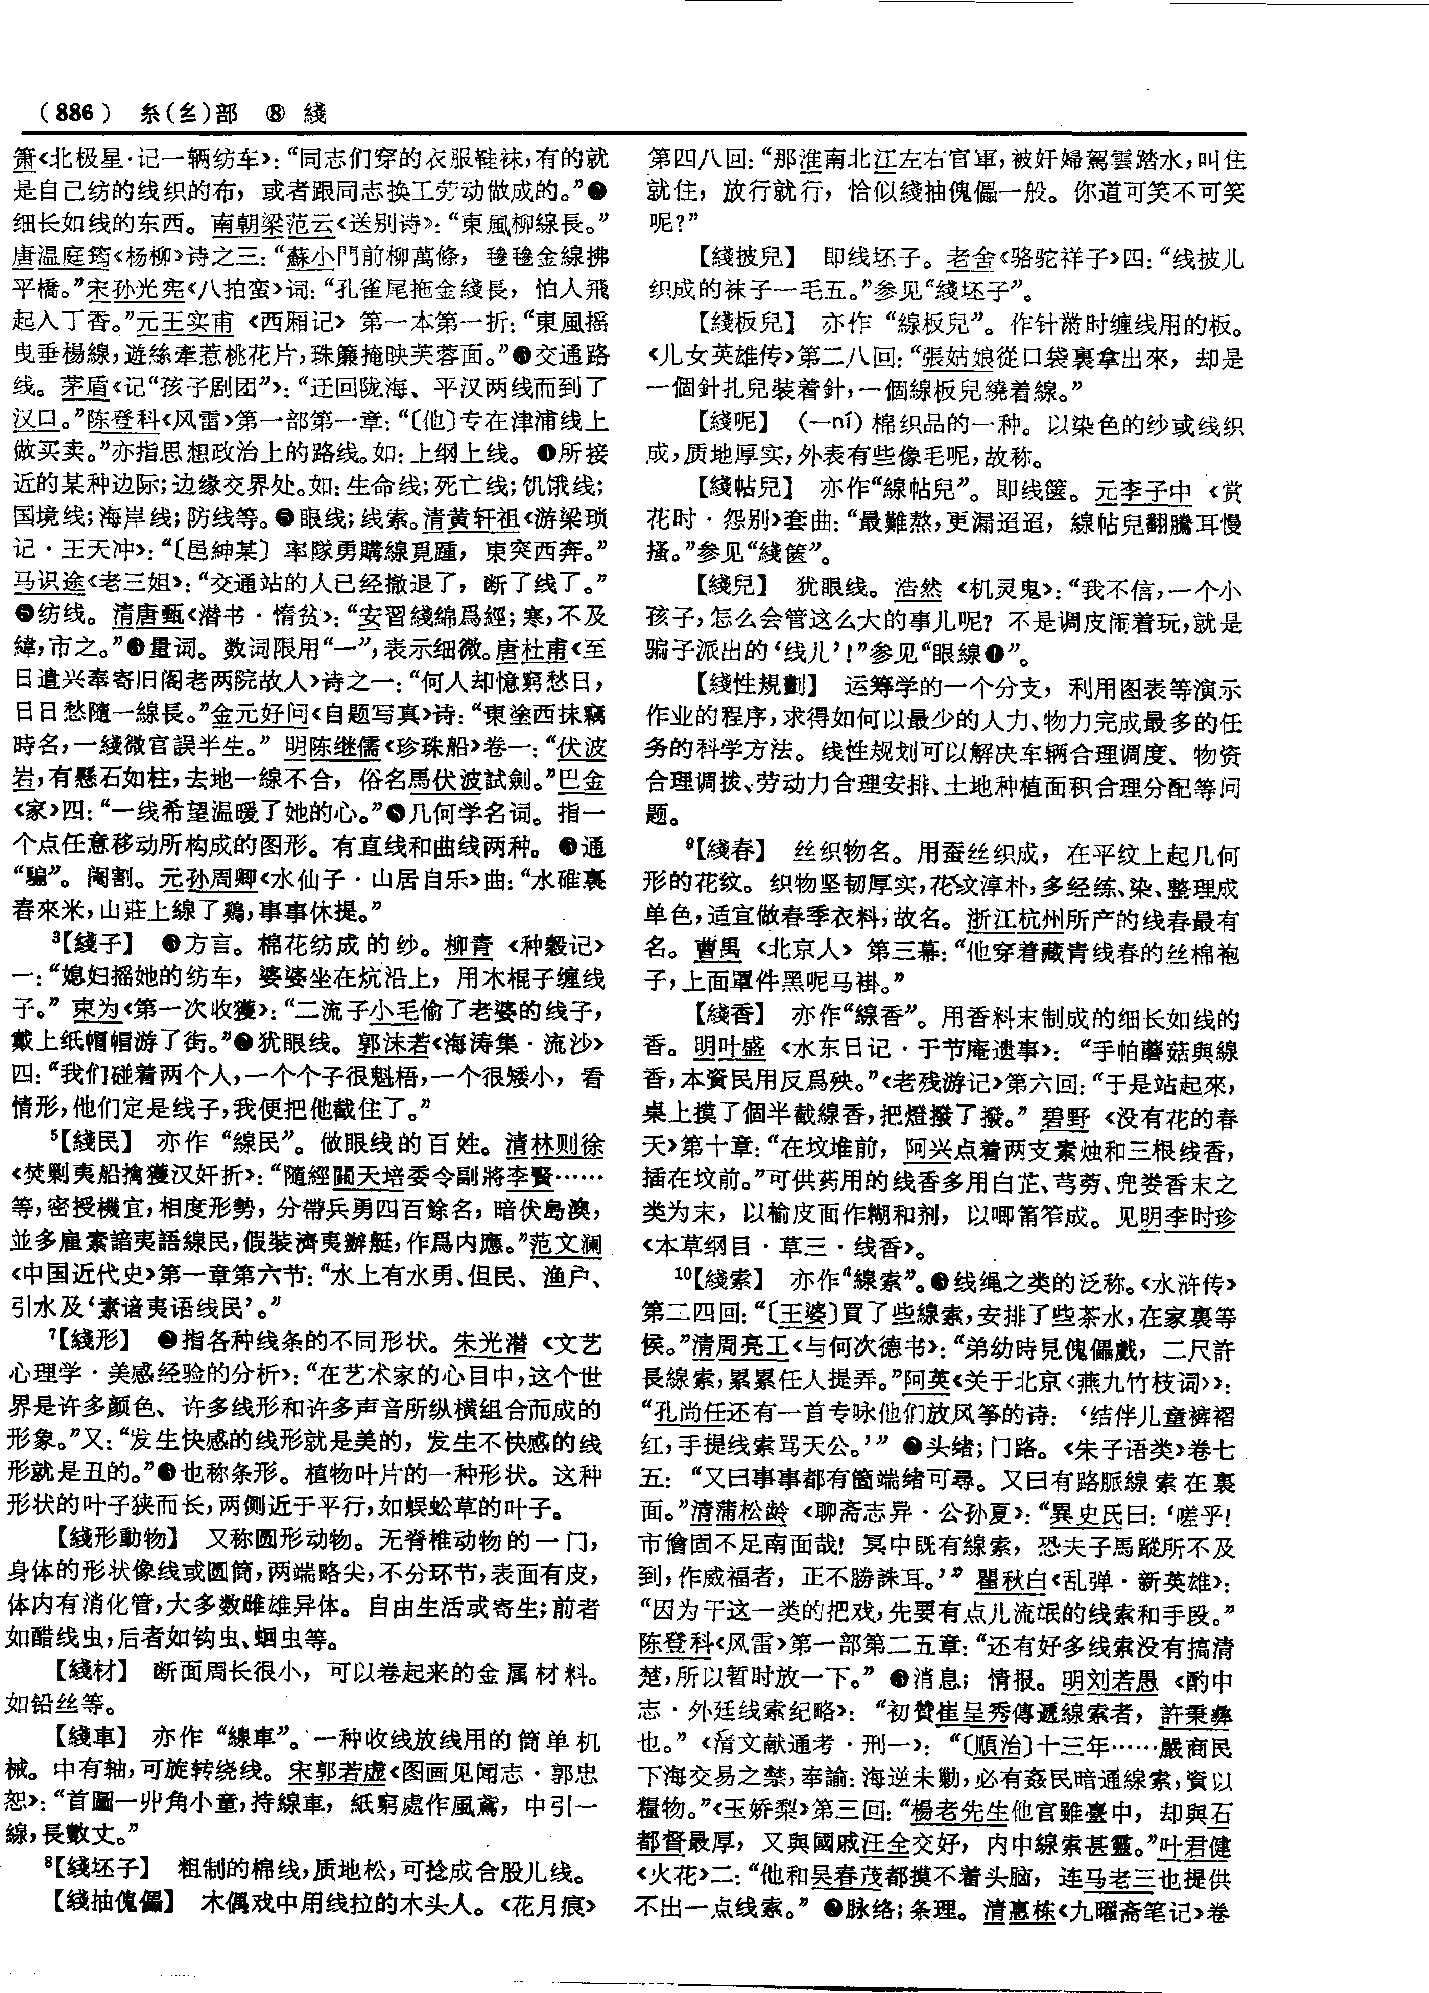 (886) 糸(糹)部 ⑧ 綫
箫《北极星·记一辆纺车》：“同志们穿的衣服鞋袜，有的就
是自己纺的线织的布，或者跟同志换工劳动做成的。”❷
细长如线的东西。南朝梁范云《送别诗》：“東風柳線長。”
唐温庭筠《杨柳》诗之三：“蘇小門前柳萬條，毿毿金線拂
平橋。”宋孙光宪《八拍蛮》词：“孔雀尾拖金綫長，怕人飛
起入丁香。”元王实甫《西厢记》第一本第一折：“東風摇
曳垂楊線，遊絲牽惹桃花片，珠簾掩映芙蓉面。”❸交通路
线。茅盾《记“孩子剧团”》：“迂回陇海、平汉两线而到了
汉口。”陈登科《风雷》第一部第一章：“〔他〕专在津浦线上
做买卖。”亦指思想政治上的路线。如：上纲上线。❹所接
近的某种边际；边缘交界处。如：生命线；死亡线；饥饿线；
国境线；海岸线；防线等。❺眼线；线索。清黄轩祖《游梁琐
记·王天冲》：“〔邑紳某〕率隊勇購線覓踵，東突西奔。”
马识途《老三姐》：“交通站的人已经撤退了，断了线了。”
❻纺线。清唐甄《潜书·惰贫》：“安習綫綿爲經；寒，不及
緯，市之。”❼量词。数词限用“一”，表示细微。唐杜甫《至
日遣兴奉寄旧阁老两院故人》诗之一：“何人却憶窮愁日，
日日愁隨一線長。”金元好问《自题写真》诗：“東塗西抹竊
時名，一綫微官誤半生。”明陈继儒《珍珠船》卷一：“伏波
岩，有懸石如柱，去地一線不合，俗名馬伏波試劍。”巴金
《家》四：“一线希望温暖了她的心。”❽几何学名词。指一
个点任意移动所构成的图形。有直线和曲线两种。❾通
“騸”。阉割。元孙周卿《水仙子·山居自乐》曲：“水碓裏
舂來米，山莊上線了鷄，事事休提。”
³【綫子】 ❶方言。棉花纺成的纱。柳青《种穀记》
一：“媳妇摇她的纺车，婆婆坐在炕沿上，用木棍子缠线
子。”束为《第一次收獲》：“二流子小毛偷了老婆的线子，
戴上纸帽帽游了街。”❷犹眼线。郭沫若《海涛集·流沙》
四：“我们碰着两个人，一个个子很魁梧，一个很矮小，看
情形，他们定是线子，我便把他截住了。”
⁵【綫民】 亦作“線民”。做眼线的百姓。清林则徐
《焚剿夷船擒獲汉奸折》：“隨經關天培委令副將李賢……
等，密授機宜，相度形勢，分帶兵勇四百餘名，暗伏島澳，
並多雇素諳夷語線民，假裝濟夷辦艇，作爲内應。”范文澜
《中国近代史》第一章第六节：“水上有水勇、但民、渔户、
引水及‘素谙夷语线民’。”
⁷【綫形】 ❶指各种线条的不同形状。朱光潜《文艺
心理学·美感经验的分析》：“在艺术家的心目中，这个世
界是许多颜色、许多线形和许多声音所纵横组合而成的
形象。”又：“发生快感的线形就是美的，发生不快感的线
形就是丑的。”❷也称条形。植物叶片的一种形状。这种
形状的叶子狭而长，两侧近于平行，如蜈蚣草的叶子。
【綫形動物】 又称圆形动物。无脊椎动物的一门，
身体的形状像线或圆筒，两端略尖，不分环节，表面有皮，
体内有消化管，大多数雌雄异体。自由生活或寄生；前者
如醋线虫，后者如钩虫、蛔虫等。
【綫材】 断面周长很小，可以卷起来的金属材料。
如铅丝等。
【綫車】 亦作“線車”。一种收线放线用的简单机
械。中有轴，可旋转绕线。宋郭若虚《图画见闻志·郭忠
恕》：“首圖一丱角小童，持線車，紙窮處作風鳶，中引一
線，長數丈。”
⁸【綫坯子】 粗制的棉线，质地松，可捻成合股儿线。
【綫抽傀儡】 木偶戏中用线拉的木头人。《花月痕》
第四八回：“那淮南北江左右官軍，被奸婦駕雲踏水，叫住
就住，放行就行，恰似綫抽傀儡一般。你道可笑不可笑
呢？”
【綫披兒】 即线坯子。老舍《骆驼祥子》四：“线披儿
织成的袜子一毛五。”参见“綫坯子”。
【綫板兒】 亦作“線板兒”。作针黹时缠线用的板。
《儿女英雄传》第二八回：“張姑娘從口袋裏拿出來，却是
一個針扎兒裝着針，一個線板兒繞着線。”
【綫呢】 (一ní)棉织品的一种。以染色的纱或线织
成，质地厚实，外表有些像毛呢，故称。
【綫帖兒】 亦作“線帖兒”。即线箧。元李子中《赏
花时·怨别》套曲：“最難熬，更漏迢迢，線帖兒翻騰耳慢
搔。”参见“綫箧”。
【綫兒】 犹眼线。浩然《机灵鬼》：“我不信，一个小
孩子，怎么会管这么大的事儿呢？不是调皮闹着玩，就是
骗子派出的‘线儿’！”参见“眼線❶”。
【綫性規劃】 运筹学的一个分支，利用图表等演示
作业的程序，求得如何以最少的人力、物力完成最多的任
务的科学方法。线性规划可以解决车辆合理调度、物资
合理调拨、劳动力合理安排、土地种植面积合理分配等问
题。
⁹【綫春】 丝织物名。用蚕丝织成，在平纹上起几何
形的花纹。织物坚韧厚实，花纹淳朴，多经练、染、整理成
单色，适宜做春季衣料，故名。浙江杭州所产的线春最有
名。曹禺《北京人》第三幕：“他穿着藏青线春的丝棉袍
子，上面罩件黑呢马褂。”
【綫香】 亦作“線香”。用香料末制成的细长如线的
香。明叶盛《水东日记·于节庵遗事》：“手帕蘑菇與線
香，本資民用反爲殃。”《老残游记》第六回：“于是站起來，
桌上摸了個半截線香，把燈撥了撥。”碧野《没有花的春
天》第十章：“在坟堆前，阿兴点着两支素烛和三根线香，
插在坟前。”可供药用的线香多用白芷、芎䓖、兜娄香末之
类为末，以榆皮面作糊和剂，以唧筩笮成。见明李时珍
《本草纲目·草三·线香》。
¹⁰【綫索】 亦作“線索”。❶线绳之类的泛称。《水浒传》
第二四回：“〔王婆〕買了些線索，安排了些茶水，在家裏等
候。”清周亮工《与何次德书》：“弟幼時見傀儡戲，二尺許
長線索，累累任人提弄。”阿英《关于北京〈燕九竹枝词〉》：
“孔尚任还有一首专咏他们放风筝的诗：‘结伴儿童裤褶
红，手提线索骂天公。’”❷头绪；门路。《朱子语类》卷七
五：“又曰事事都有箇端绪可尋。又曰有路脈線索在裏
面。”清蒲松龄《聊斋志异·公孙夏》：“異史氏曰：‘嗟乎！
市儈固不足南面哉！冥中既有線索，恐夫子馬蹤所不及
到，作威福者，正不勝誅耳。’”瞿秋白《乱弹·新英雄》：
“因为干这一类的把戏，先要有点儿流氓的线索和手段。”
陈登科《风雷》第一部第二五章：“还有好多线索没有搞清
楚，所以暂时放一下。”❸消息；情报。明刘若愚《酌中
志·外廷线索纪略》：“初贊崔呈秀傳遞線索者，許秉彝
也。”《清文献通考·刑一》：“〔順治〕十三年……嚴商民
下海交易之禁，奉諭：海逆未勦，必有姦民暗通線索，資以
糧物。”《玉娇梨》第三回：“楊老先生他官雖臺中，却與石
都督最厚，又與國戚汪全交好，内中線索甚靈。”叶君健
《火花》二：“他和吴春茂都摸不着头脑，连马老三也提供
不出一点线索。”❹脉络；条理。清惠栋《九曜斋笔记》卷